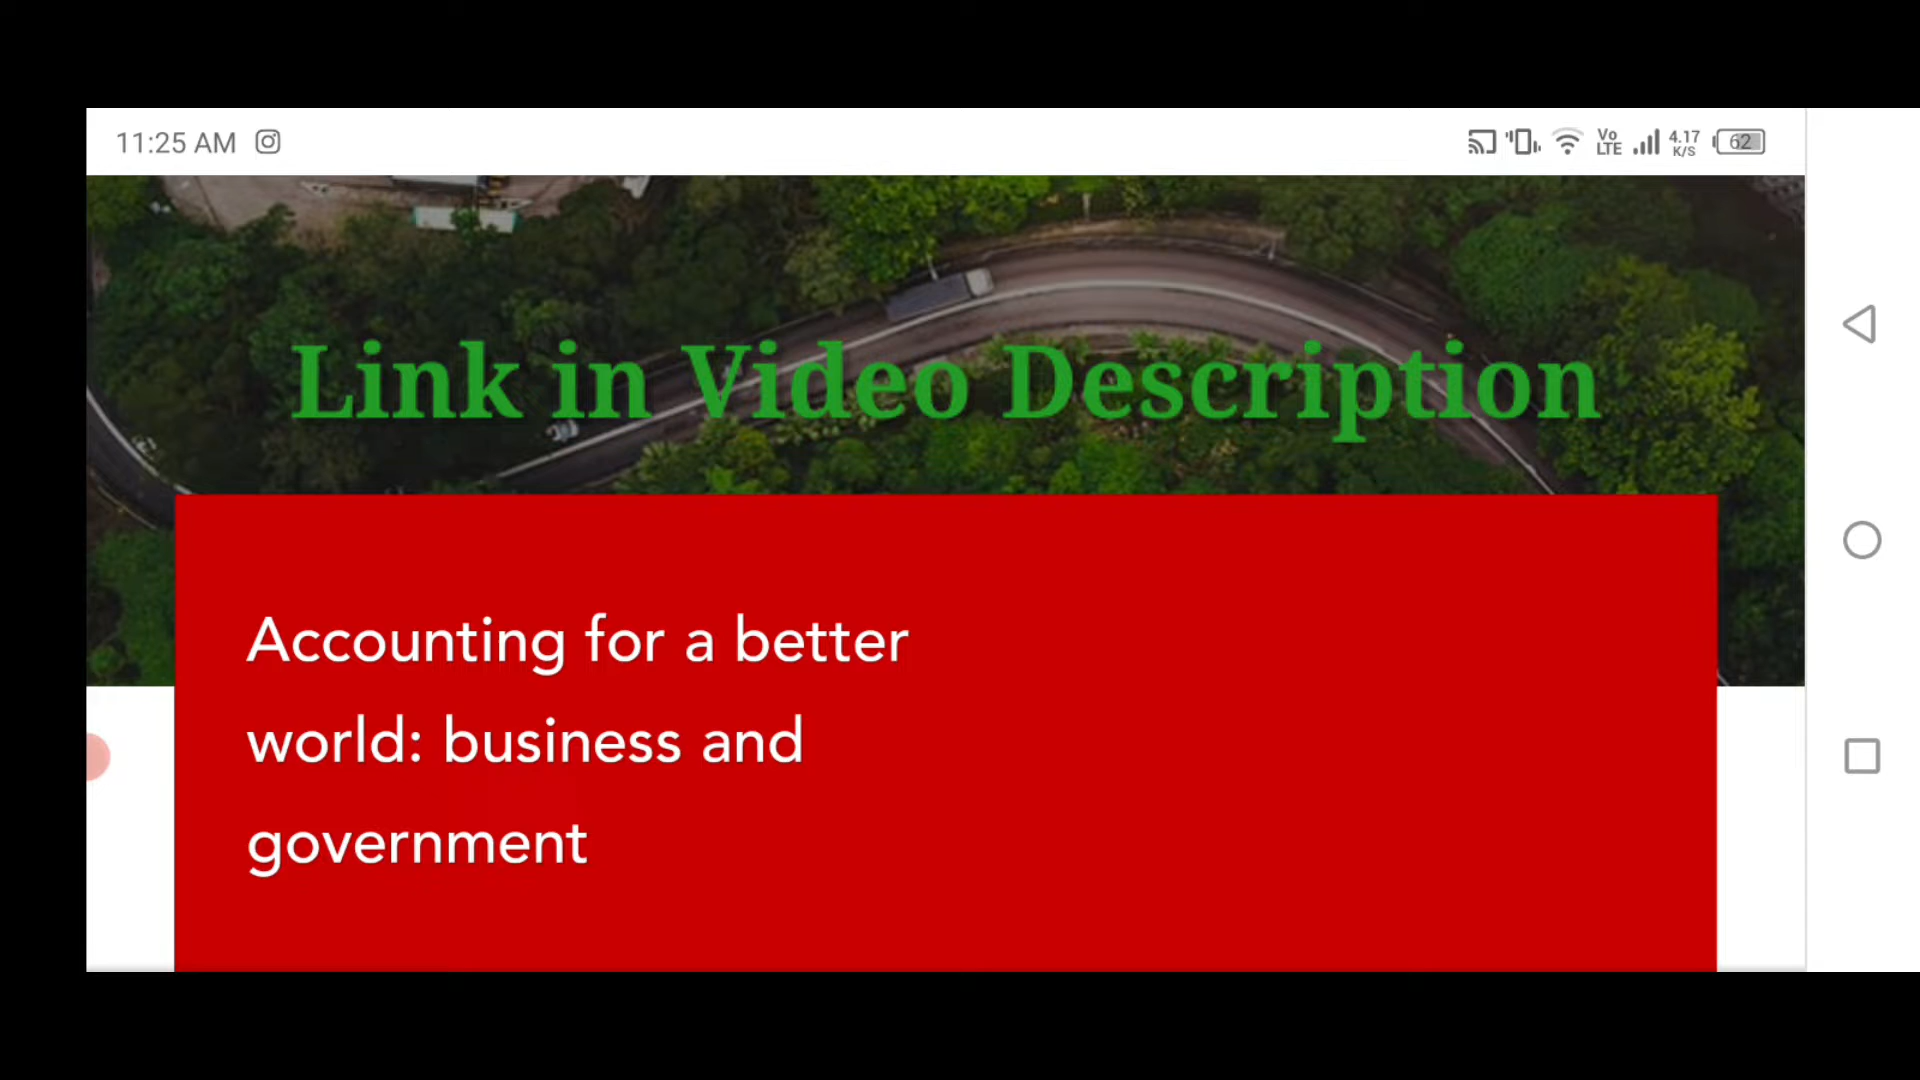 11:25 AM
Vo LTE 4.17 K/S 62
Link in Video Description
Accounting for a better
world: business and
government